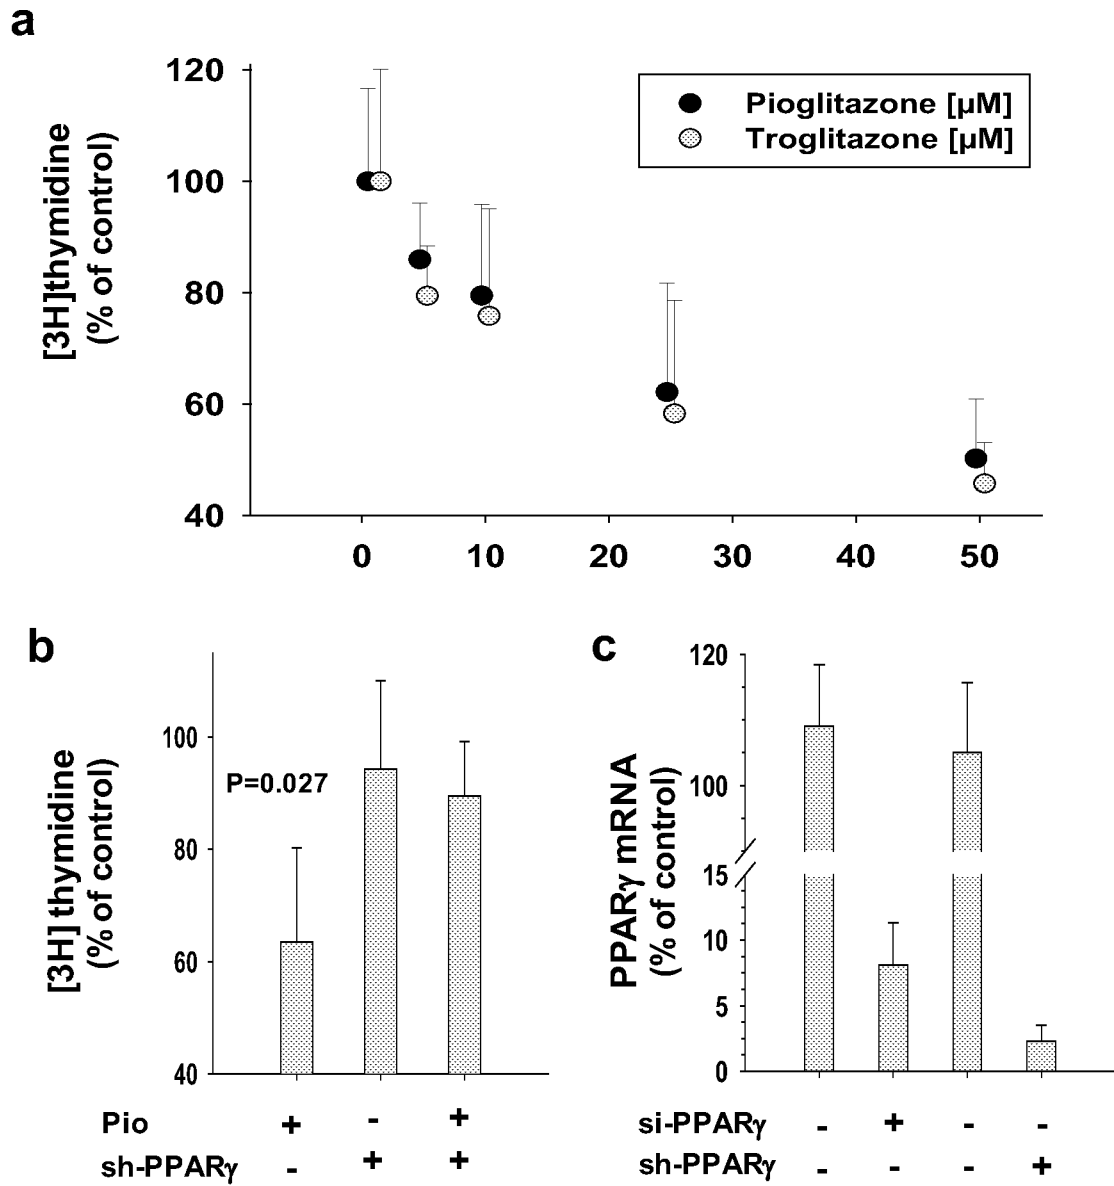 a
120
100
80
60
40
[3H]thymidine
(% of control)
Pioglitazone [µM]
Troglitazone [µM]
0 10 20 30 40 50
b
100
80
60
40
[3H] thymidine
(% of control)
P=0.027
Pio + - +
sh-PPARγ - + +
c
120
100
15
10
5
0
PPARγ mRNA
(% of control)
si-PPARγ - + - -
sh-PPARγ - - - +